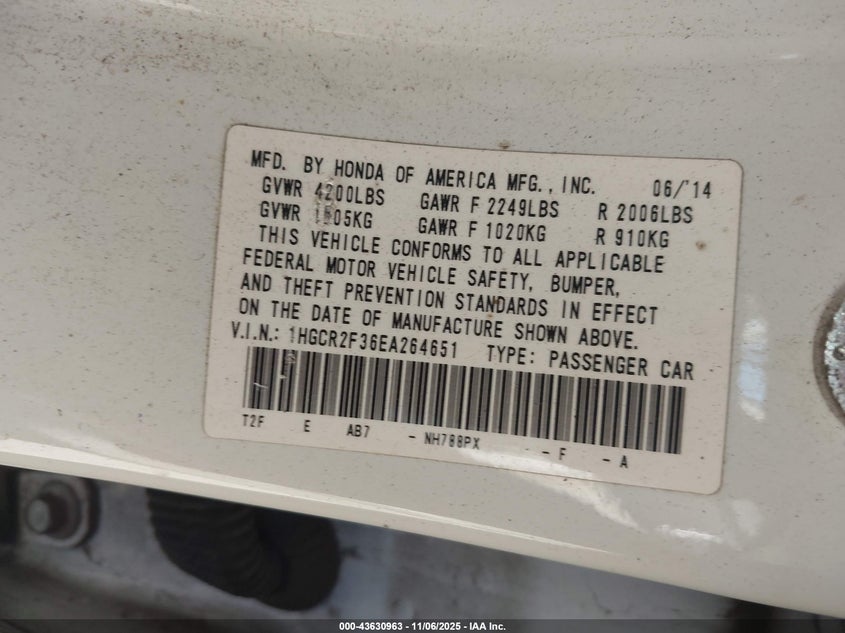 MFD. BY HONDA OF AMERICA MFG., INC. 06/'14
GVWR 4200LBS GAWR F 2249LBS R 2006LBS
GVWR 1905KG GAWR F 1020KG R 910KG
THIS VEHICLE CONFORMS TO ALL APPLICABLE
FEDERAL MOTOR VEHICLE SAFETY, BUMPER,
AND THEFT PREVENTION STANDARDS IN EFFECT
ON THE DATE OF MANUFACTURE SHOWN ABOVE.
V.I.N.: 1HGCR2F36EA264651 TYPE: PASSENGER CAR
T2F E AB7 - NH788PX - F - A
000-43630963 - 11/06/2025 - IAA Inc.